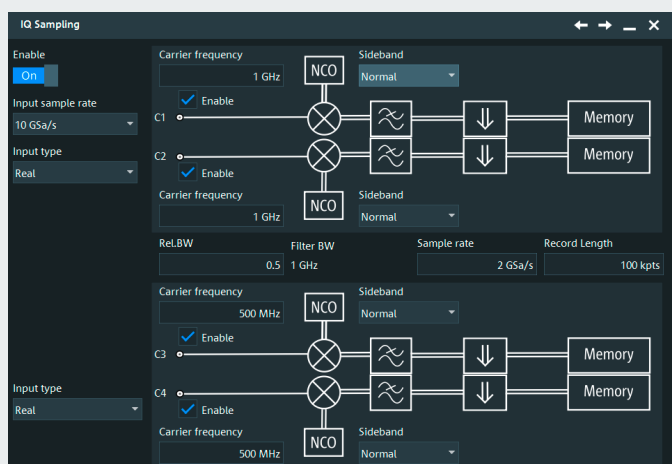 IQ Sampling
Enable
On
Input sample rate
10 GSa/s
Input type
Real
Carrier frequency
1 GHz
NCO
Sideband
Normal
Enable
C1
Memory
C2
Memory
Enable
Carrier frequency
1 GHz
NCO
Sideband
Normal
Rel.BW
0.5
Filter BW
1 GHz
Sample rate
2 GSa/s
Record Length
100 kpts
Carrier frequency
500 MHz
NCO
Sideband
Normal
Enable
C3
Memory
C4
Memory
Input type
Real
Enable
Carrier frequency
500 MHz
NCO
Sideband
Normal